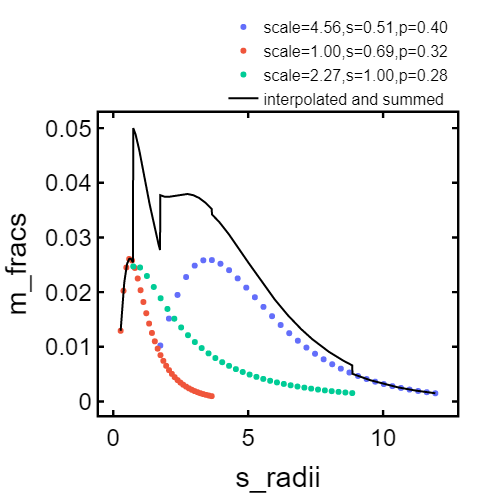 scale=4.56,s=0.51,p=0.40
scale=1.00,s=0.69,p=0.32
scale=2.27,s=1.00,p=0.28
interpolated and summed
0.05
0.04
0.03
0.02
0.01
0
m_fracs
0 5 10
s_radii